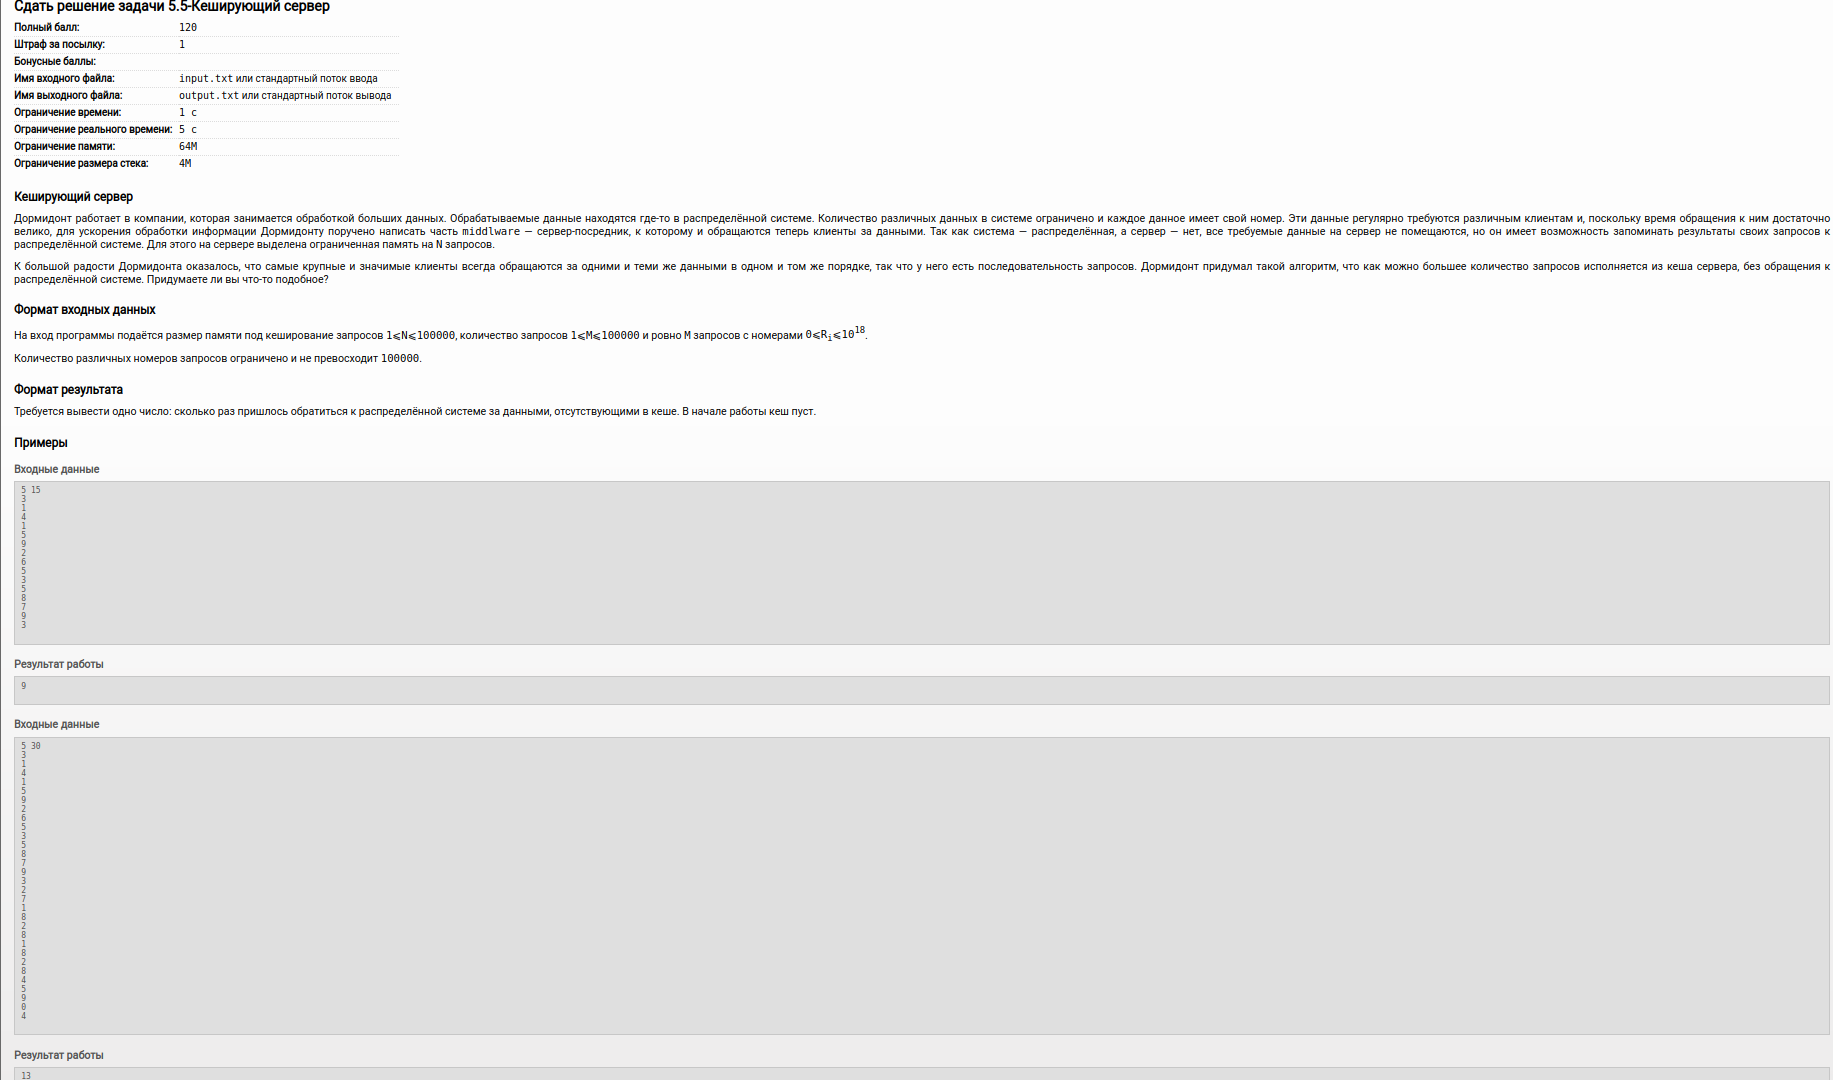 Сдать решение задачи 5.5-Кеширующий сервер
Полный балл: 120
Штраф за посылку: 1
Бонусные баллы:
Имя входного файла: input.txt или стандартный поток ввода
Имя выходного файла: output.txt или стандартный поток вывода
Ограничение времени: 1 с
Ограничение реального времени: 5 с
Ограничение памяти: 64M
Ограничение размера стека: 4M
Кеширующий сервер
Дормидонт работает в компании, которая занимается обработкой больших данных. Обрабатываемые данные находятся где-то в распределённой системе. Количество различных данных в системе ограничено и каждое данное имеет свой номер. Эти данные регулярно требуются различным клиентам и, поскольку время обращения к ним достаточно
велико, для ускорения обработки информации Дормидонту поручено написать часть middlware — сервер-посредник, к которому и обращаются теперь клиенты за данными. Так как система — распределённая, а сервер — нет, все требуемые данные на сервер не помещаются, но он имеет возможность запоминать результаты своих запросов к
распределённой системе. Для этого на сервере выделена ограниченная память на N запросов.
К большой радости Дормидонта оказалось, что самые крупные и значимые клиенты всегда обращаются за одними и теми же данными в одном и том же порядке, так что у него есть последовательность запросов. Дормидонт придумал такой алгоритм, что как можно большее количество запросов исполняется из кеша сервера, без обращения к
распределённой системе. Придумаете ли вы что-то подобное?
Формат входных данных
На вход программы подаётся размер памяти под кеширование запросов 1⩽N⩽100000, количество запросов 1⩽M⩽100000 и ровно M запросов с номерами 0⩽Rᵢ⩽10¹⁸.
Количество различных номеров запросов ограничено и не превосходит 100000.
Формат результата
Требуется вывести одно число: сколько раз пришлось обратиться к распределённой системе за данными, отсутствующими в кеше. В начале работы кеш пуст.
Примеры
Входные данные
5 15
3
1
4
1
5
9
2
6
5
3
5
8
7
9
3
Результат работы
9
Входные данные
5 30
3
1
4
1
5
9
2
6
5
3
5
8
7
9
3
2
7
1
8
2
8
1
8
2
8
4
5
9
0
4
Результат работы
13